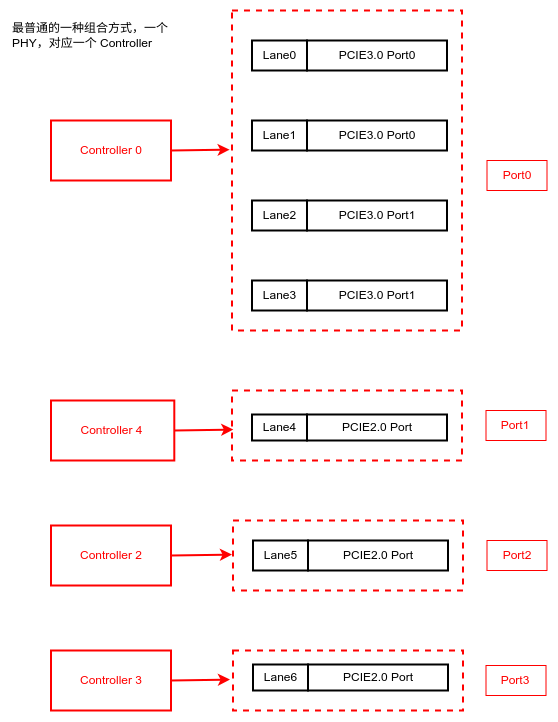 最普通的一种组合方式，一个
PHY，对应一个 Controller
Lane0 PCIE3.0 Port0
Lane1 PCIE3.0 Port0
Controller 0
Port0
Lane2 PCIE3.0 Port1
Lane3 PCIE3.0 Port1
Controller 4
Lane4 PCIE2.0 Port
Port1
Controller 2
Lane5 PCIE2.0 Port
Port2
Controller 3
Lane6 PCIE2.0 Port
Port3